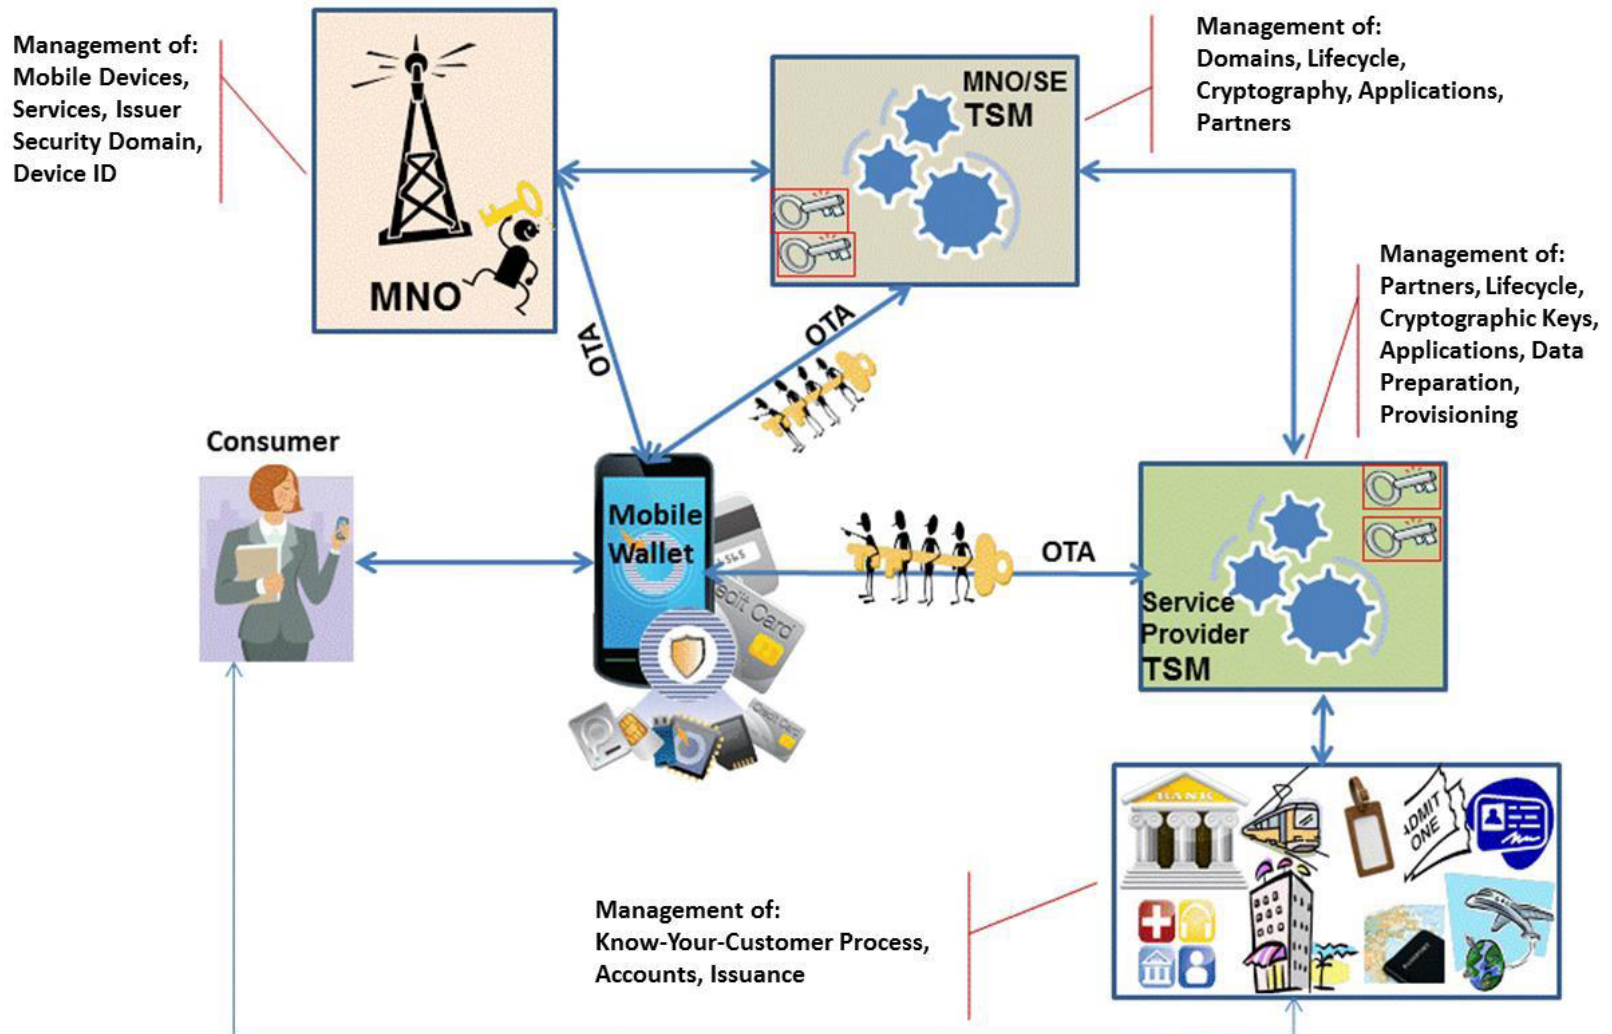 Management of:
Mobile Devices,
Services, Issuer
Security Domain,
Device ID
MNO
MNO/SE
TSM
Management of:
Domains, Lifecycle,
Cryptography, Applications,
Partners
Management of:
Partners, Lifecycle,
Cryptographic Keys,
Applications, Data
Preparation,
Provisioning
OTA
OTA
Consumer
Mobile
Wallet
edit Card
Credit Card
OTA
Service
Provider
TSM
BANK
ADMIT
ONE
Management of:
Know-Your-Customer Process,
Accounts, Issuance